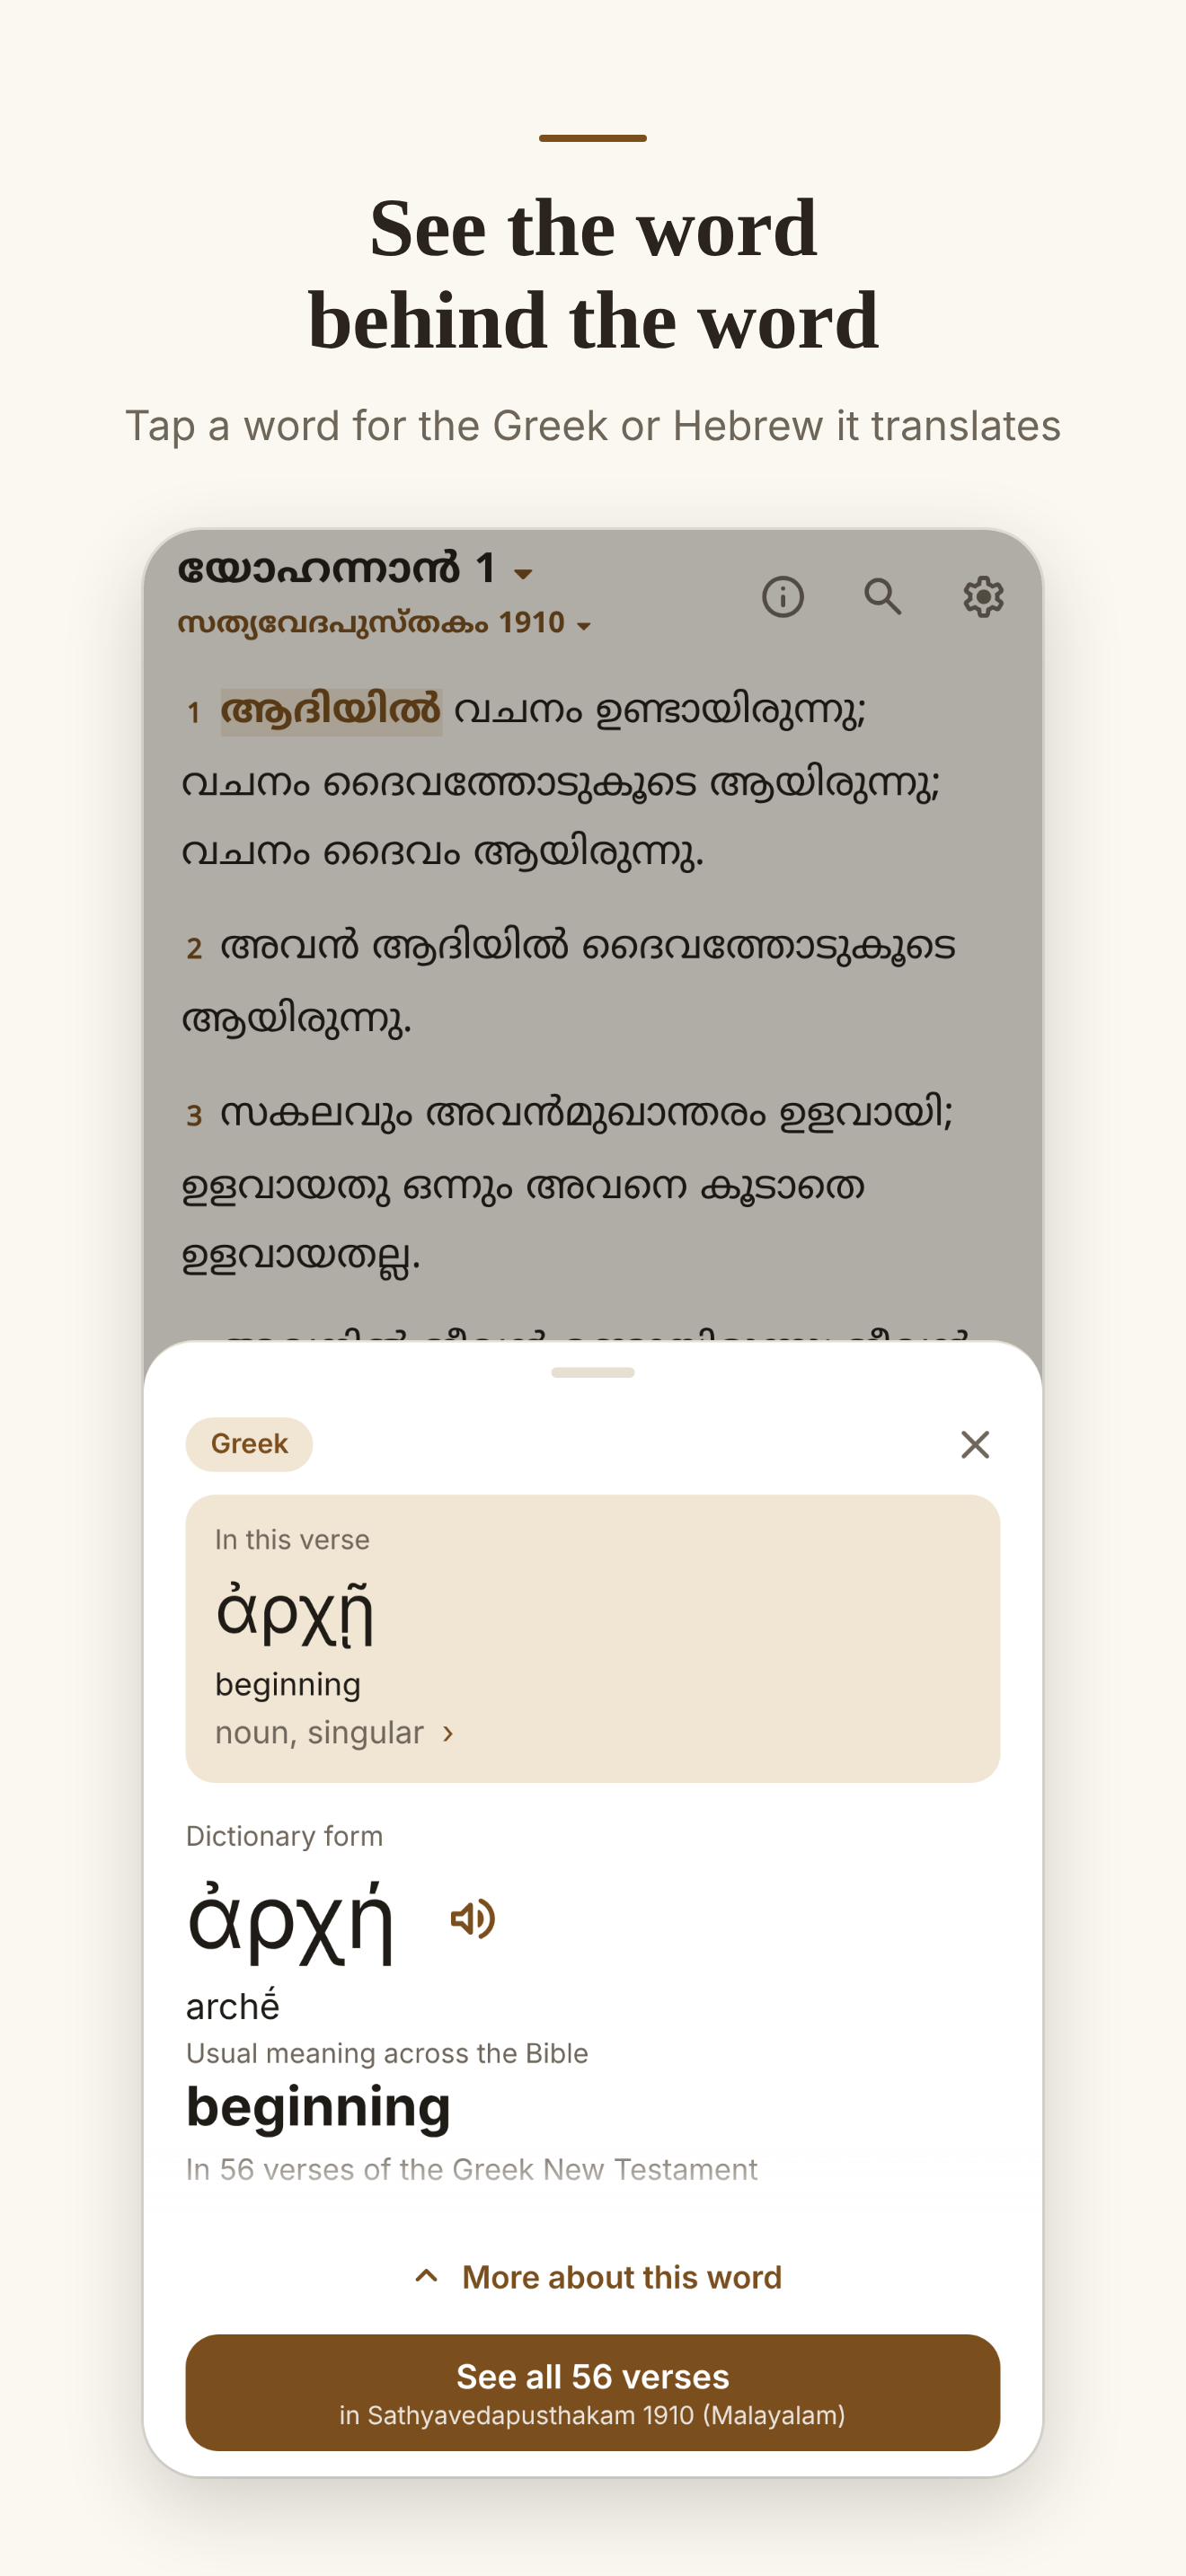 See the word
behind the word
Tap a word for the Greek or Hebrew it translates
യോഹന്നാൻ 1
സത്യവേദപുസ്തകം 1910
1 ആദിയിൽ വചനം ഉണ്ടായിരുന്നു;
വചനം ദൈവത്തോടുകൂടെ ആയിരുന്നു;
വചനം ദൈവം ആയിരുന്നു.
2 അവൻ ആദിയിൽ ദൈവത്തോടുകൂടെ
ആയിരുന്നു.
3 സകലവും അവൻമുഖാന്തരം ഉളവായി;
ഉളവായതു ഒന്നും അവനെ കൂടാതെ
ഉളവായതല്ല.
Greek
In this verse
ἀρχῇ
beginning
noun, singular ›
Dictionary form
ἀρχή
archḗ
Usual meaning across the Bible
beginning
In 56 verses of the Greek New Testament
More about this word
See all 56 verses
in Sathyavedapusthakam 1910 (Malayalam)